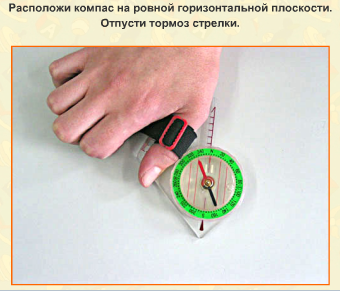 Расположи компас на ровной горизонтальной плоскости.
Отпусти тормоз стрелки.